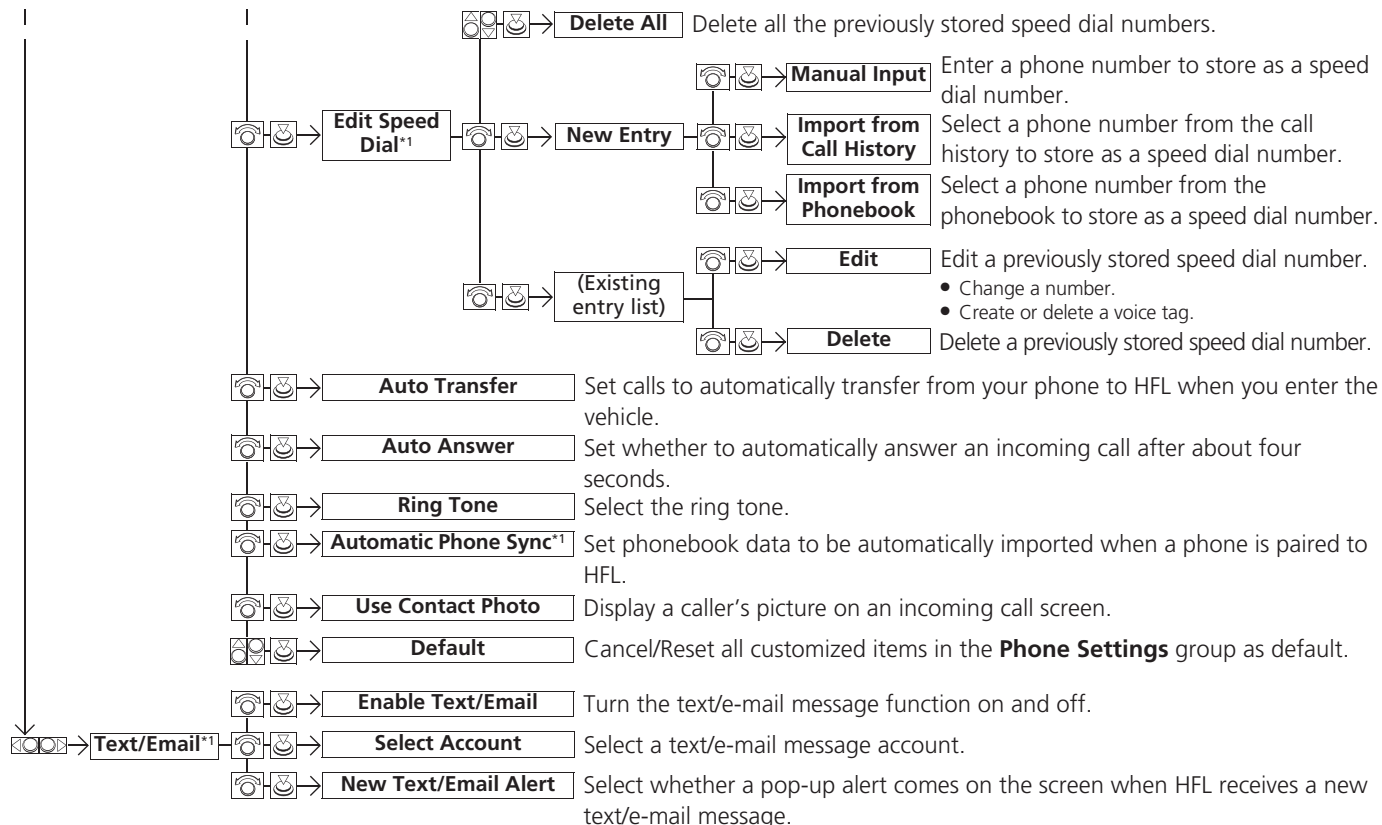 Delete All Delete all the previously stored speed dial numbers.
Manual Input Enter a phone number to store as a speed
dial number.
Edit Speed
Dial*1
New Entry
Import from
Call History
Select a phone number from the call
history to store as a speed dial number.
Import from
Phonebook
Select a phone number from the
phonebook to store as a speed dial number.
(Existing
entry list)
Edit Edit a previously stored speed dial number.
• Change a number.
• Create or delete a voice tag.
Delete Delete a previously stored speed dial number.
Auto Transfer Set calls to automatically transfer from your phone to HFL when you enter the
vehicle.
Auto Answer Set whether to automatically answer an incoming call after about four
seconds.
Ring Tone Select the ring tone.
Automatic Phone Sync*1 Set phonebook data to be automatically imported when a phone is paired to
HFL.
Use Contact Photo Display a caller's picture on an incoming call screen.
Default Cancel/Reset all customized items in the Phone Settings group as default.
Enable Text/Email Turn the text/e-mail message function on and off.
Text/Email*1 Select Account Select a text/e-mail message account.
New Text/Email Alert Select whether a pop-up alert comes on the screen when HFL receives a new
text/e-mail message.